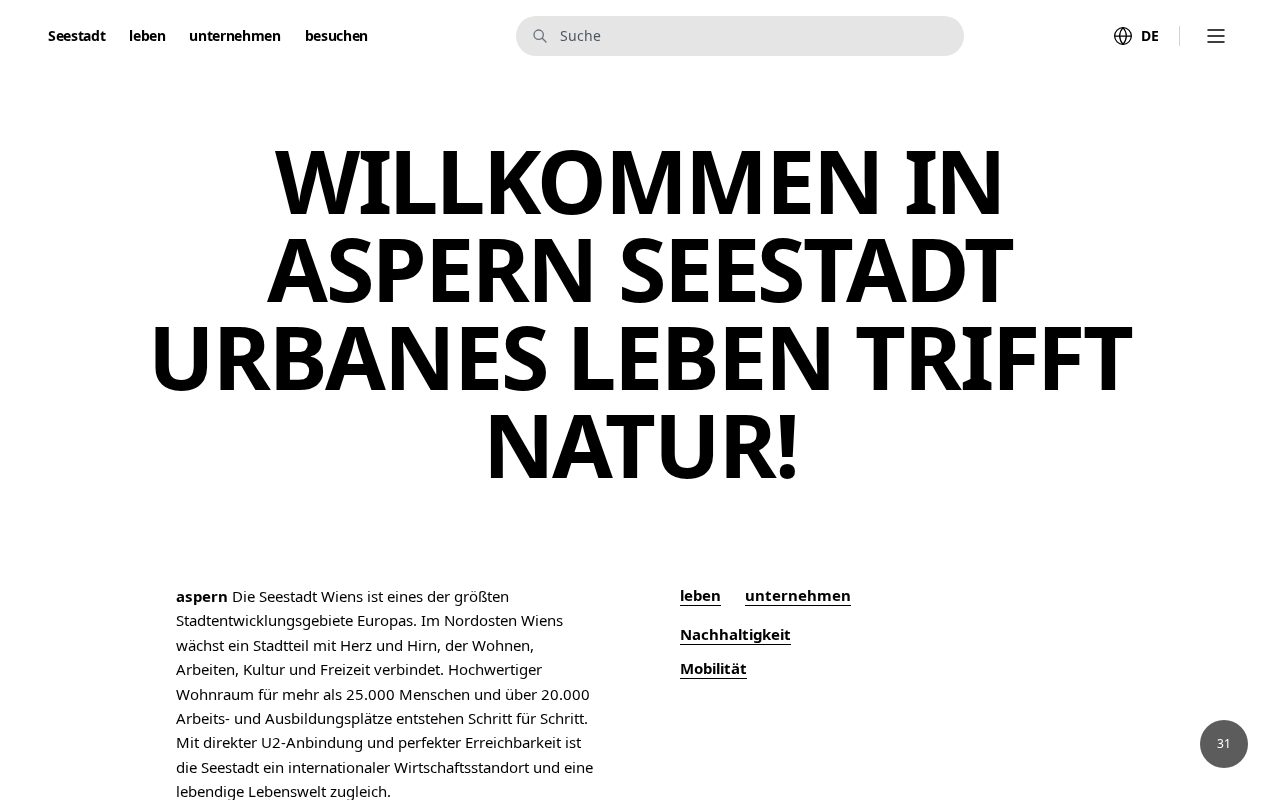 Seestadt leben unternehmen besuchen Suche DE
WILLKOMMEN IN
ASPERN SEESTADT
URBANES LEBEN TRIFFT
NATUR!
aspern Die Seestadt Wiens ist eines der größten
Stadtentwicklungsgebiete Europas. Im Nordosten Wiens
wächst ein Stadtteil mit Herz und Hirn, der Wohnen,
Arbeiten, Kultur und Freizeit verbindet. Hochwertiger
Wohnraum für mehr als 25.000 Menschen und über 20.000
Arbeits- und Ausbildungsplätze entstehen Schritt für Schritt.
Mit direkter U2-Anbindung und perfekter Erreichbarkeit ist
die Seestadt ein internationaler Wirtschaftsstandort und eine
lebendige Lebenswelt zugleich.
leben unternehmen
Nachhaltigkeit
Mobilität
31